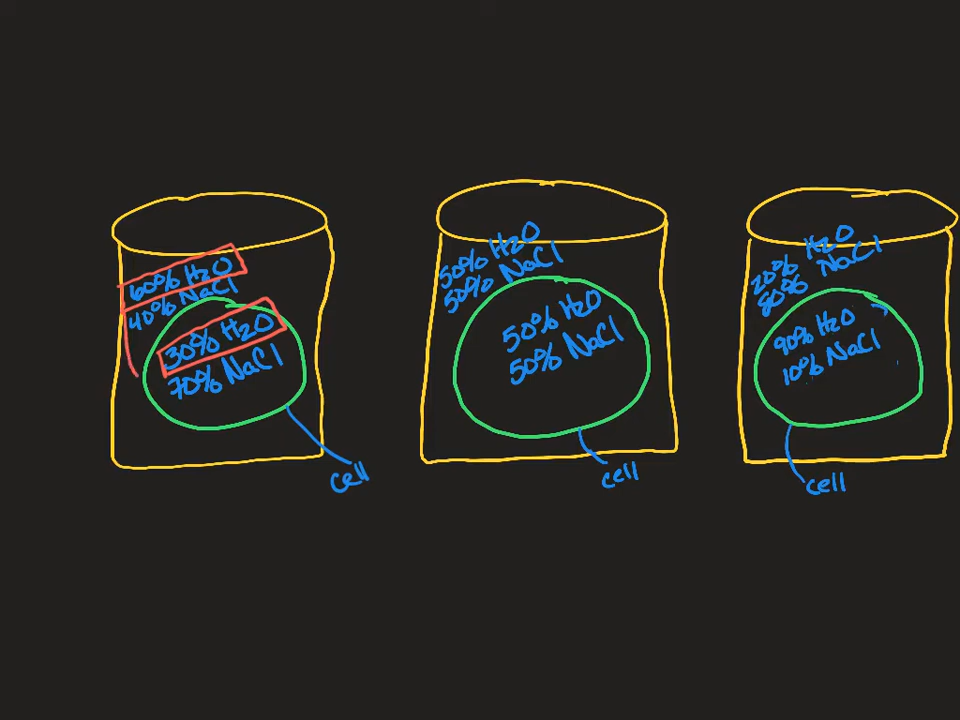 60% H2O
40% NaCl
30% H2O
70% NaCl
cell
50% H2O
50% NaCl
50% H2O
50% NaCl
cell
20% H2O
80% NaCl
90% H2O
10% NaCl
cell